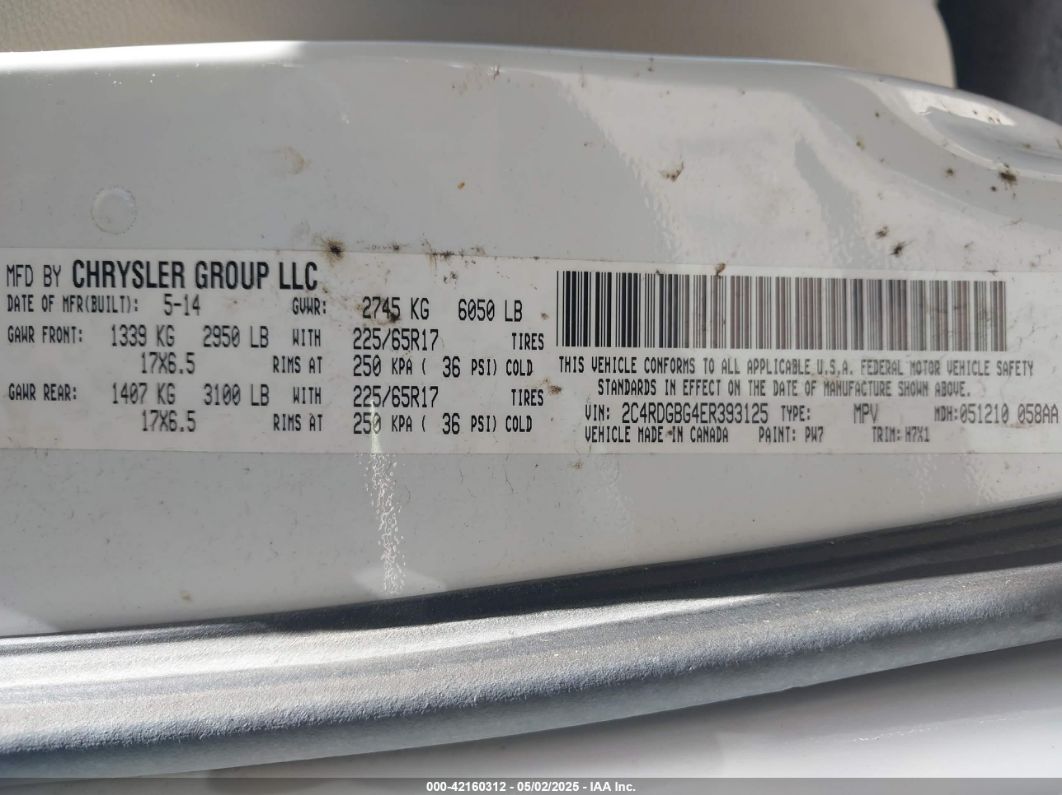 MFD BY CHRYSLER GROUP LLC
DATE OF MFR(BUILT): 5-14 GVWR: 2745 KG 6050 LB
GAWR FRONT: 1339 KG 2950 LB WITH 225/65R17 TIRES
17X6.5 RIMS AT 250 KPA ( 36 PSI) COLD
GAWR REAR: 1407 KG 3100 LB WITH 225/65R17 TIRES
17X6.5 RIMS AT 250 KPA ( 36 PSI) COLD
THIS VEHICLE CONFORMS TO ALL APPLICABLE U.S.A. FEDERAL MOTOR VEHICLE SAFETY
STANDARDS IN EFFECT ON THE DATE OF MANUFACTURE SHOWN ABOVE.
VIN: 2C4RDGBG4ER393125 TYPE: MPV MDH:051210 058AA
VEHICLE MADE IN CANADA PAINT: PW7 TRIM: H7X1
000-42160312 - 05/02/2025 - IAA Inc.